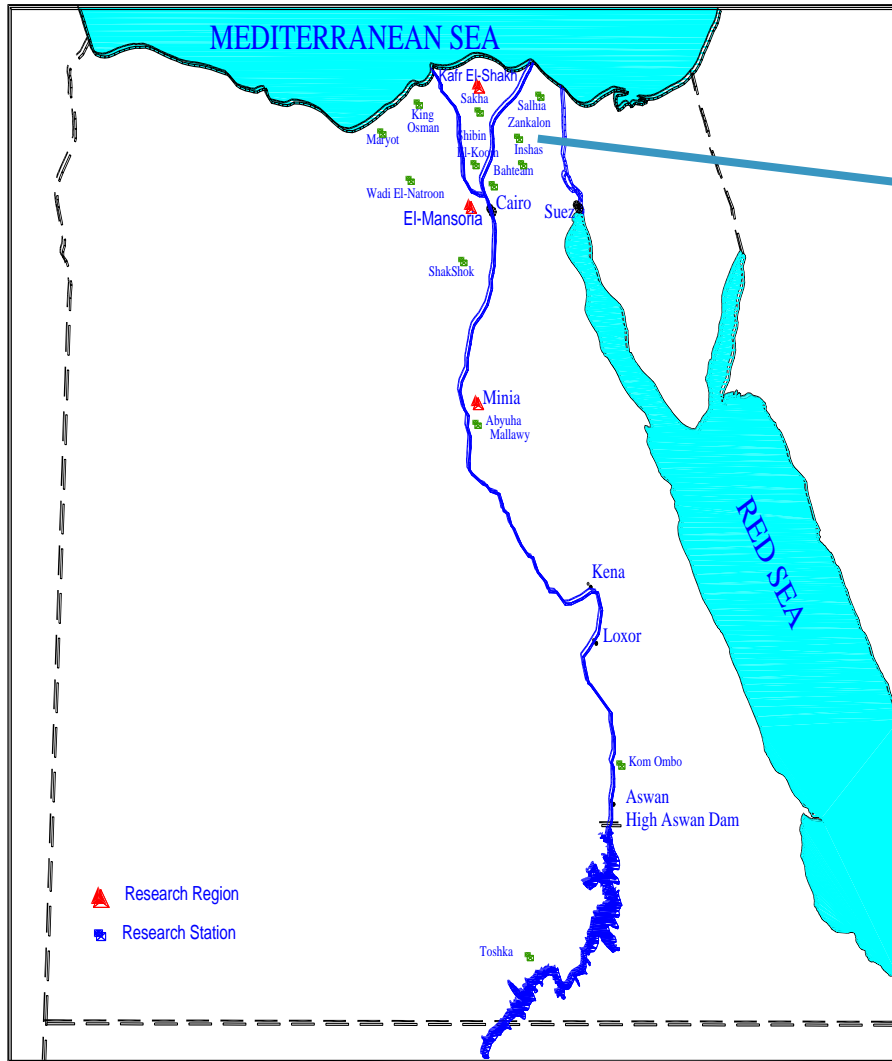 MEDITERRANEAN SEA
Kafr El-Shakh
Sakha
Salhia
King
Osman
Zankalon
Maryot
Shibin
El-Koom
Inshas
Bahteam
Wadi El-Natroon
Cairo
Suez
El-Mansoria
ShakShok
Minia
Abyuha
Mallawy
RED SEA
Kena
Loxor
Kom Ombo
Aswan
High Aswan Dam
Research Region
Research Station
Toshka